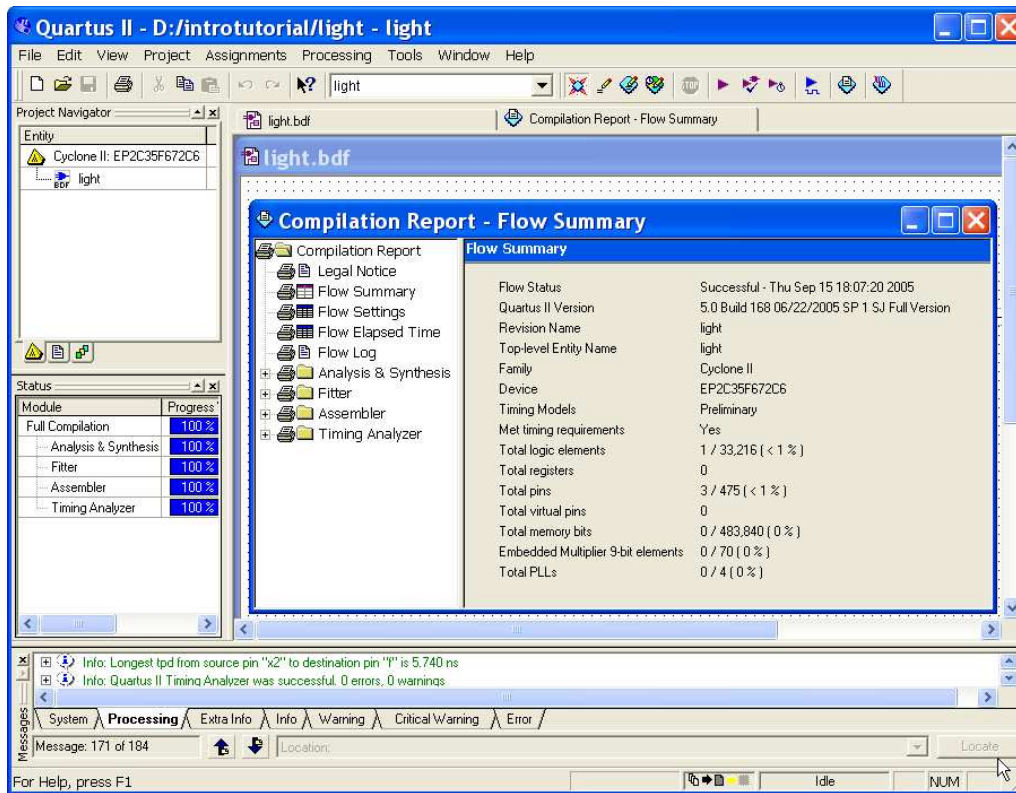 Quartus II - D:/introtutorial/light - light
File Edit View Project Assignments Processing Tools Window Help
light
Project Navigator
Entity
Cyclone II: EP2C35F672C6
BDF light
light.bdf
Compilation Report - Flow Summary
light.bdf
Compilation Report - Flow Summary
Compilation Report
Legal Notice
Flow Summary
Flow Settings
Flow Elapsed Time
Flow Log
Analysis & Synthesis
Fitter
Assembler
Timing Analyzer
Flow Summary
Flow Status Successful - Thu Sep 15 18:07:20 2005
Quartus II Version 5.0 Build 168 06/22/2005 SP 1 SJ Full Version
Revision Name light
Top-level Entity Name light
Family Cyclone II
Device EP2C35F672C6
Timing Models Preliminary
Met timing requirements Yes
Total logic elements 1 / 33,216 ( < 1 % )
Total registers 0
Total pins 3 / 475 ( < 1 % )
Total virtual pins 0
Total memory bits 0 / 483,840 ( 0 % )
Embedded Multiplier 9-bit elements 0 / 70 ( 0 % )
Total PLLs 0 / 4 ( 0 % )
Status
Module Progress
Full Compilation 100 %
Analysis & Synthesis 100 %
Fitter 100 %
Assembler 100 %
Timing Analyzer 100 %
Info: Longest tpd from source pin "x2" to destination pin "f" is 5.740 ns
Info: Quartus II Timing Analyzer was successful. 0 errors, 0 warnings
System Processing Extra Info Info Warning Critical Warning Error
Messages
Message: 171 of 184 Location: Locate
For Help, press F1 Idle NUM